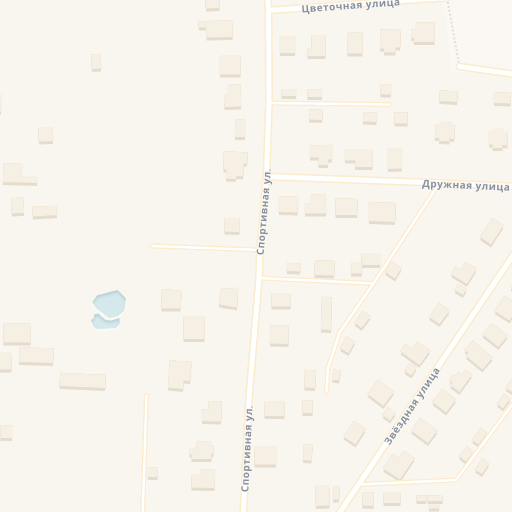 Цветочная улица
Дружная улица
Спортивная ул.
Звёздная улица
Спортивная ул.